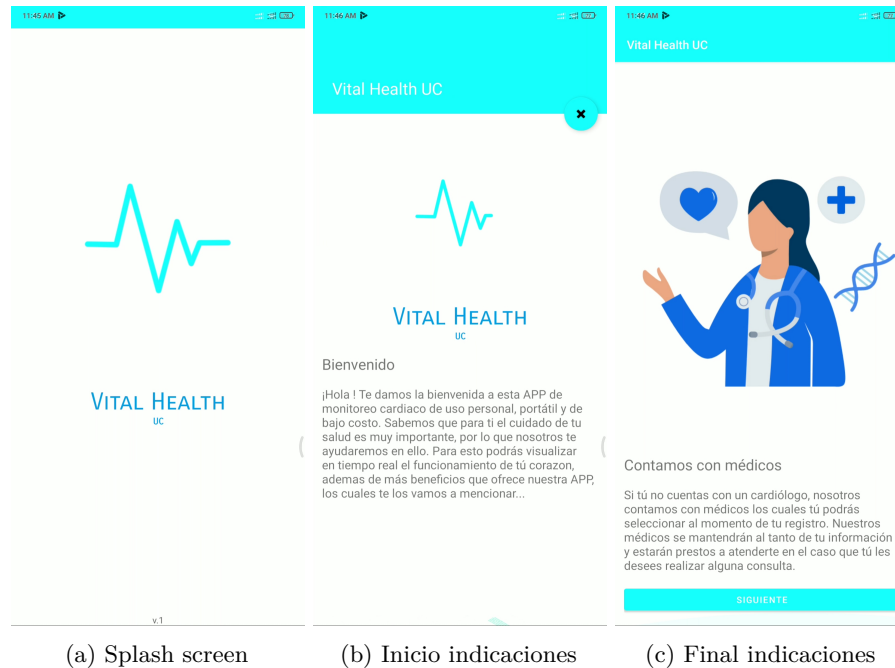 11:45 AM
VITAL HEALTH
UC
v.1
(a) Splash screen
11:46 AM
Vital Health UC
VITAL HEALTH
UC
Bienvenido
¡Hola ! Te damos la bienvenida a esta APP de
monitoreo cardiaco de uso personal, portátil y de
bajo costo. Sabemos que para ti el cuidado de tu
salud es muy importante, por lo que nosotros te
ayudaremos en ello. Para esto podrás visualizar
en tiempo real el funcionamiento de tú corazon,
ademas de más beneficios que ofrece nuestra APP,
los cuales te los vamos a mencionar...
(b) Inicio indicaciones
11:46 AM
Vital Health UC
Contamos con médicos
Si tú no cuentas con un cardiólogo, nosotros
contamos con médicos los cuales tú podrás
seleccionar al momento de tu registro. Nuestros
médicos se mantendrán al tanto de tu información
y estarán prestos a atenderte en el caso que tú les
desees realizar alguna consulta.
SIGUIENTE
(c) Final indicaciones